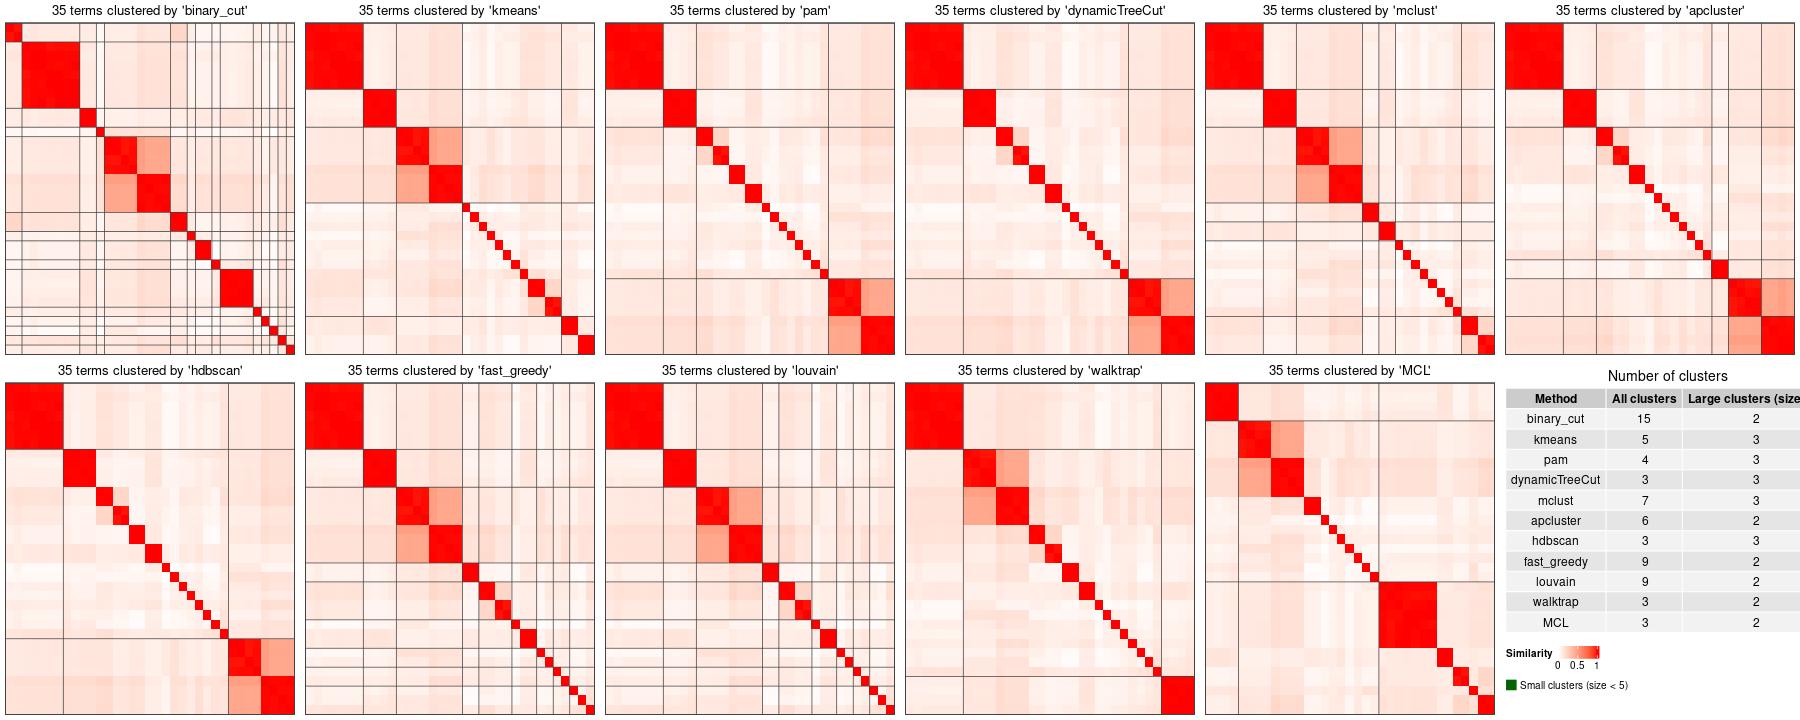 35 terms clustered by 'binary_cut'
35 terms clustered by 'kmeans'
35 terms clustered by 'pam'
35 terms clustered by 'dynamicTreeCut'
35 terms clustered by 'mclust'
35 terms clustered by 'apcluster'
35 terms clustered by 'hdbscan'
35 terms clustered by 'fast_greedy'
35 terms clustered by 'louvain'
35 terms clustered by 'walktrap'
35 terms clustered by 'MCL'
Number of clusters
Method All clusters Large clusters (size
binary_cut 15 2
kmeans 5 3
pam 4 3
dynamicTreeCut 3 3
mclust 7 3
apcluster 6 2
hdbscan 3 3
fast_greedy 9 2
louvain 9 2
walktrap 3 2
MCL 3 2
Similarity
0 0.5 1
Small clusters (size < 5)